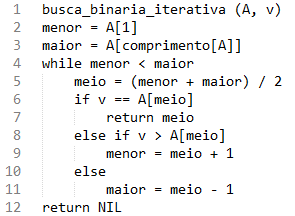 1 busca_binaria_iterativa (A, v)
2 menor = A[1]
3 maior = A[comprimento[A]]
4 while menor < maior
5 meio = (menor + maior) / 2
6 if v == A[meio]
7 return meio
8 else if v > A[meio]
9 menor = meio + 1
10 else
11 maior = meio - 1
12 return NIL